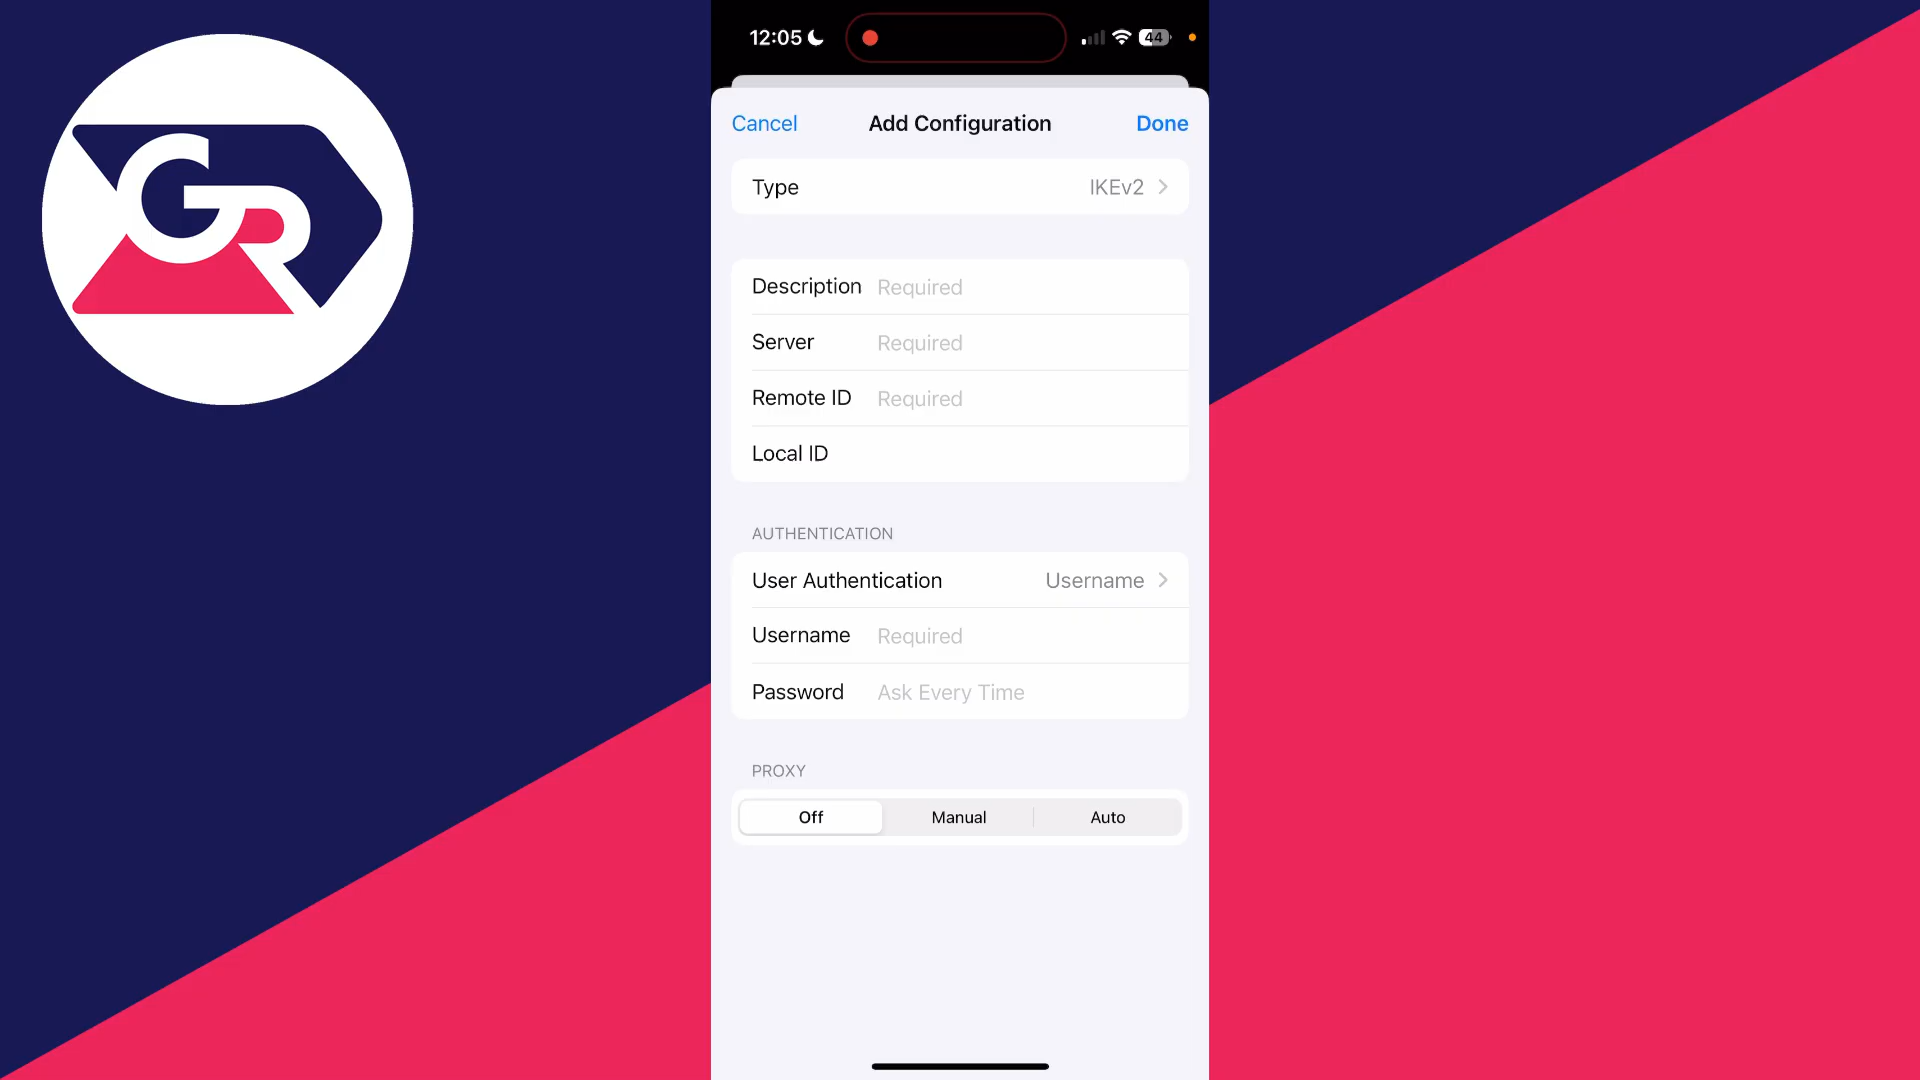 GR
12:05
44
Cancel
Add Configuration
Done
Type
IKEv2
Description
Required
Server
Required
Remote ID
Required
Local ID
AUTHENTICATION
User Authentication
Username
Username
Required
Password
Ask Every Time
PROXY
Off
Manual
Auto